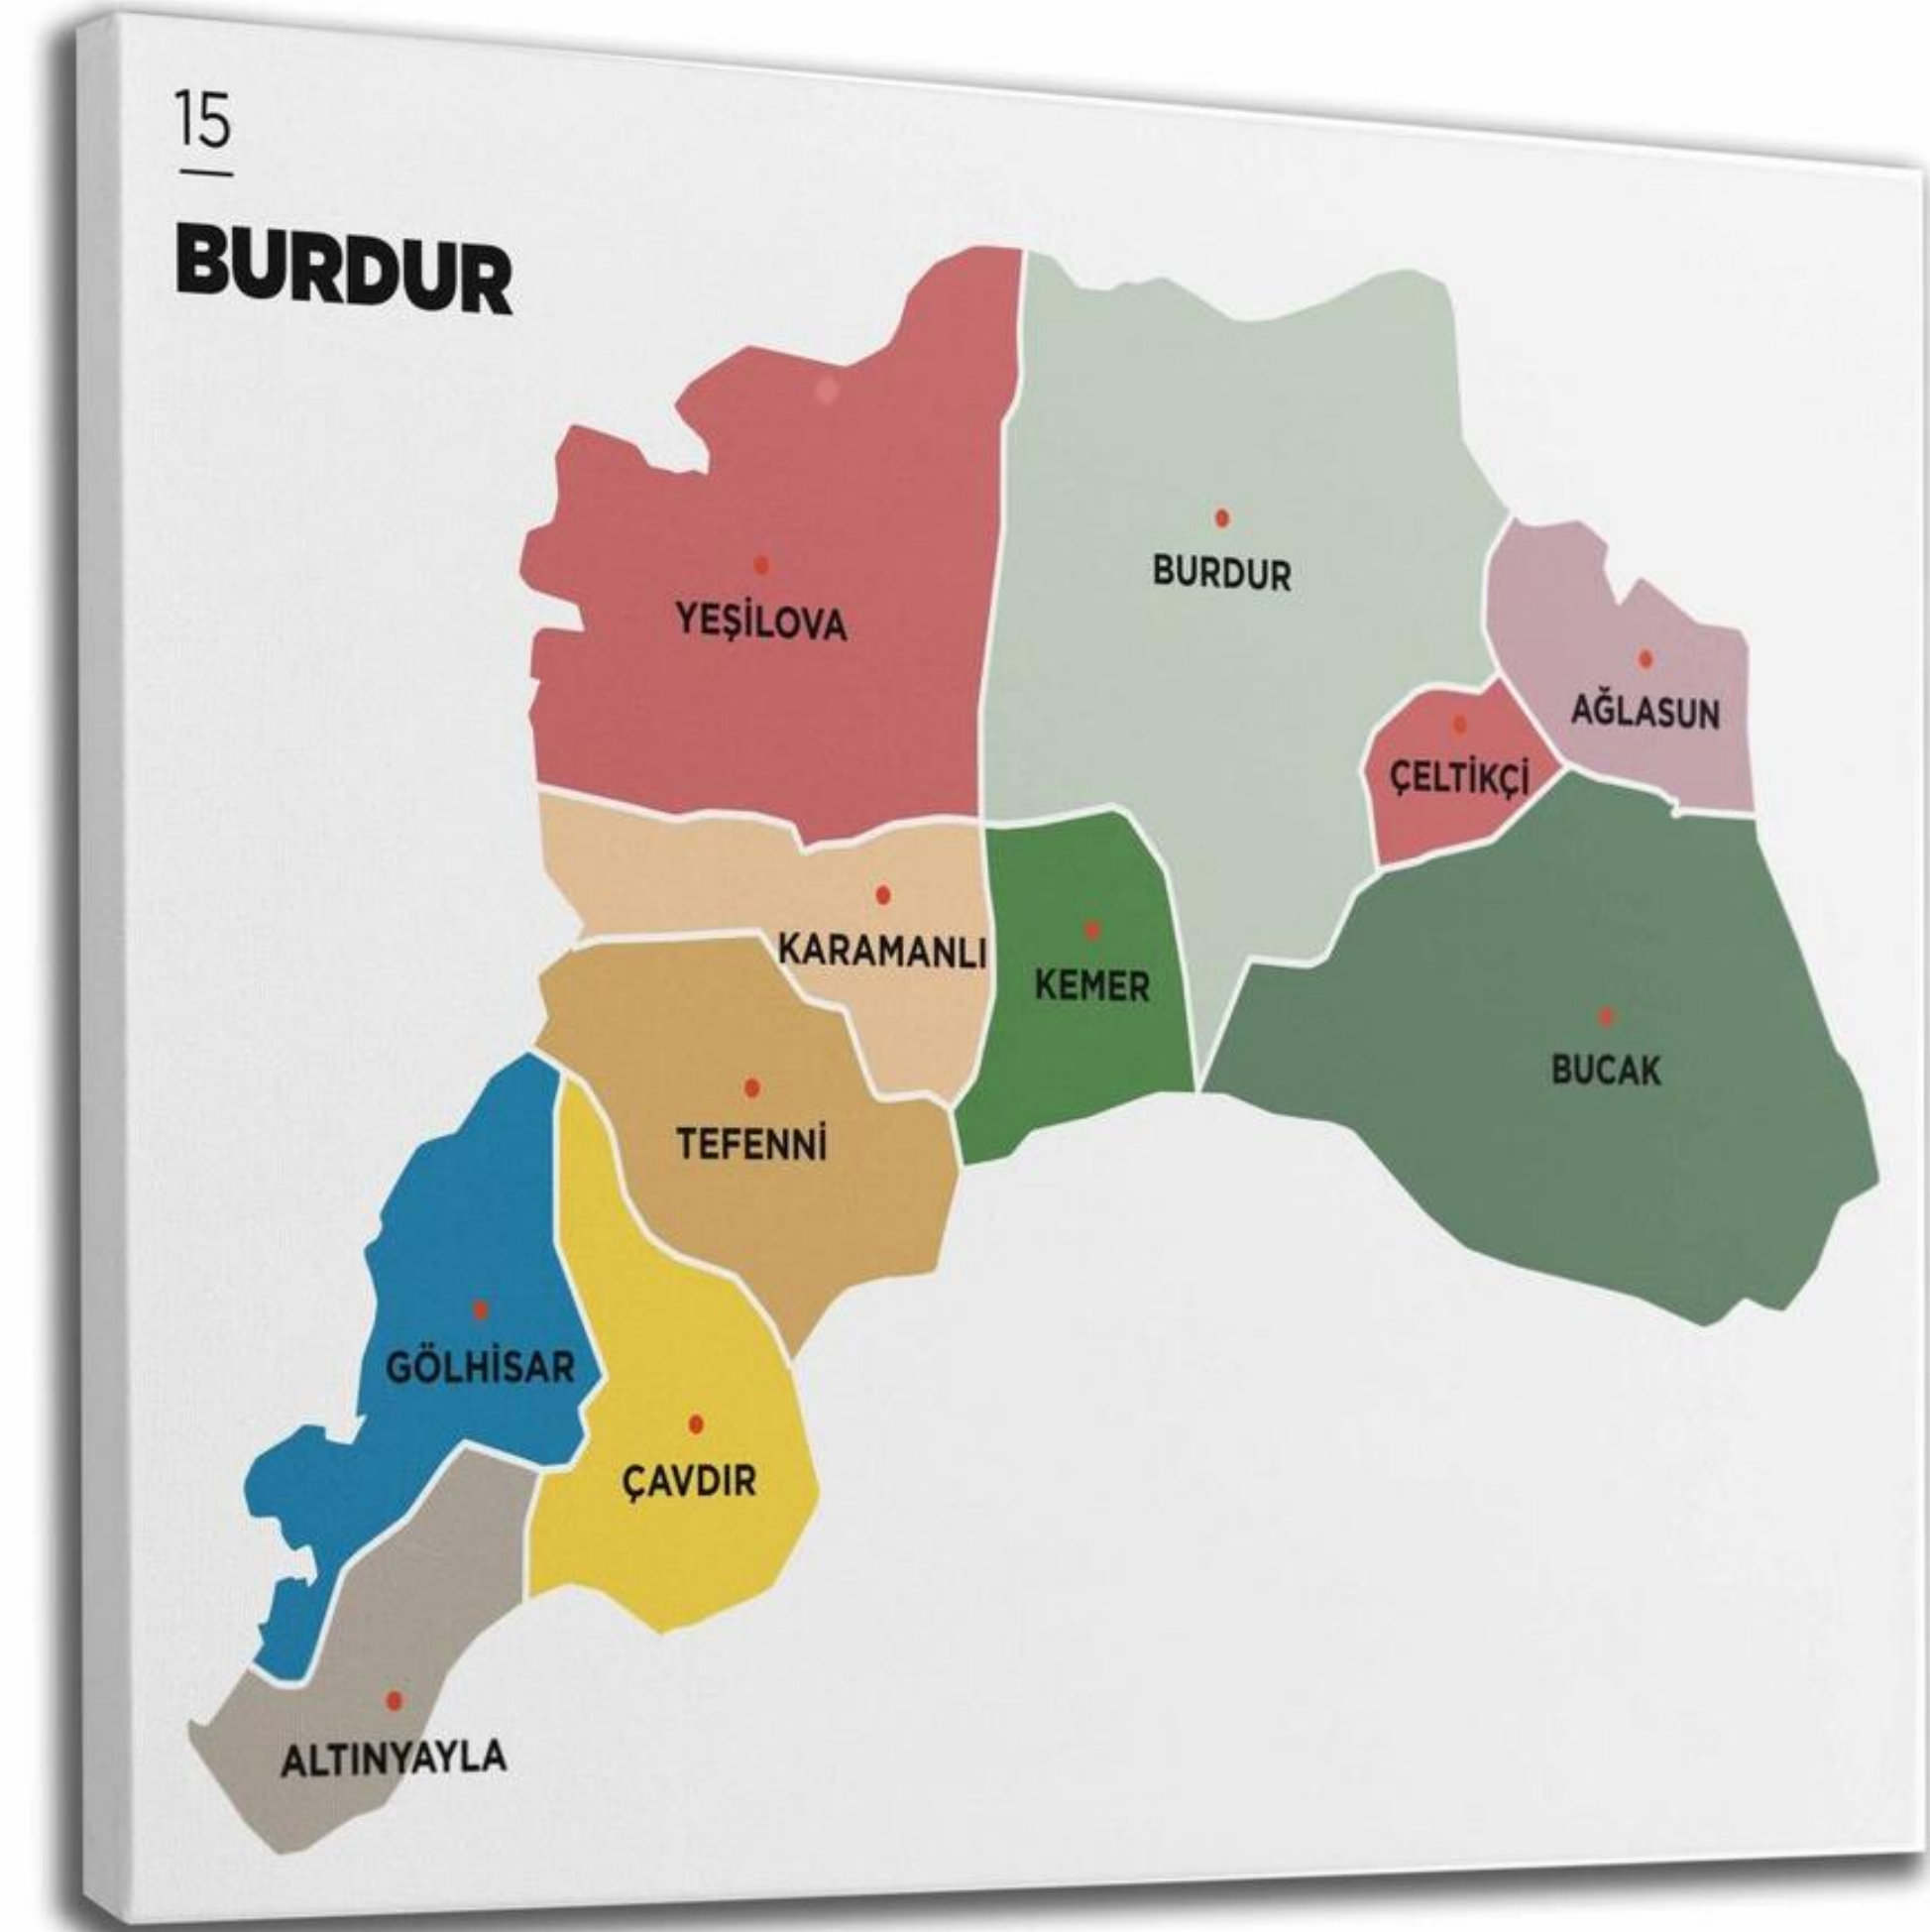 15
BURDUR
YEŞİLOVA
BURDUR
AĞLASUN
ÇELTİKÇİ
KARAMANLI
KEMER
BUCAK
TEFENNİ
GÖLHİSAR
ÇAVDIR
ALTINYAYLA